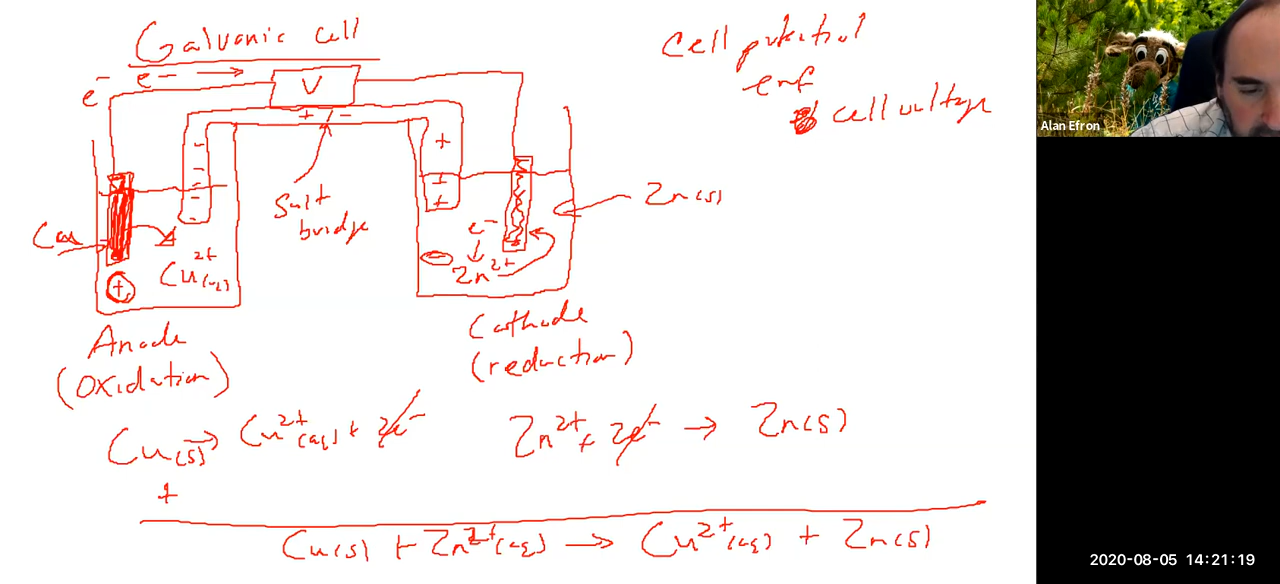 Galvanic cell
e⁻ e⁻ →
V
+ / -
Salt
bridge
-
-
-
-
+
+
+
Cu
Cu²⁺(aq)
+
e⁻
Zn²⁺
Zn(s)
Anode
(oxidation)
Cathode
(reduction)
Cell potential
emf
cell voltage
Cu(s) → Cu²⁺(aq) + 2e⁻
Zn²⁺ + 2e⁻ → Zn(s)
+
Cu(s) + Zn²⁺(aq) → Cu²⁺(aq) + Zn(s)
Alan Efron
2020-08-05 14:21:19